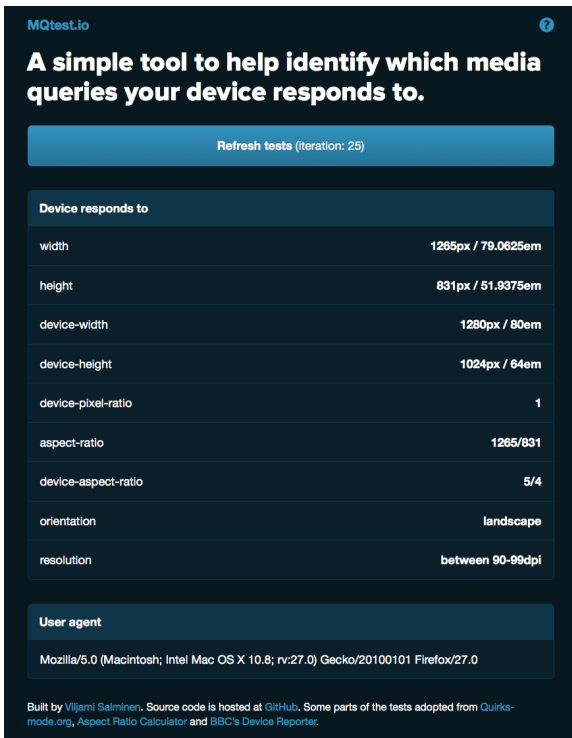 MQtest.io
?
A simple tool to help identify which media
queries your device responds to.
Refresh tests (iteration: 25)
Device responds to
width 1265px / 79.0625em
height 831px / 51.9375em
device-width 1280px / 80em
device-height 1024px / 64em
device-pixel-ratio 1
aspect-ratio 1265/831
device-aspect-ratio 5/4
orientation landscape
resolution between 90-99dpi
User agent
Mozilla/5.0 (Macintosh; Intel Mac OS X 10.8; rv:27.0) Gecko/20100101 Firefox/27.0
Built by Viljami Salminen. Source code is hosted at GitHub. Some parts of the tests adopted from Quirks-
mode.org, Aspect Ratio Calculator and BBC's Device Reporter.